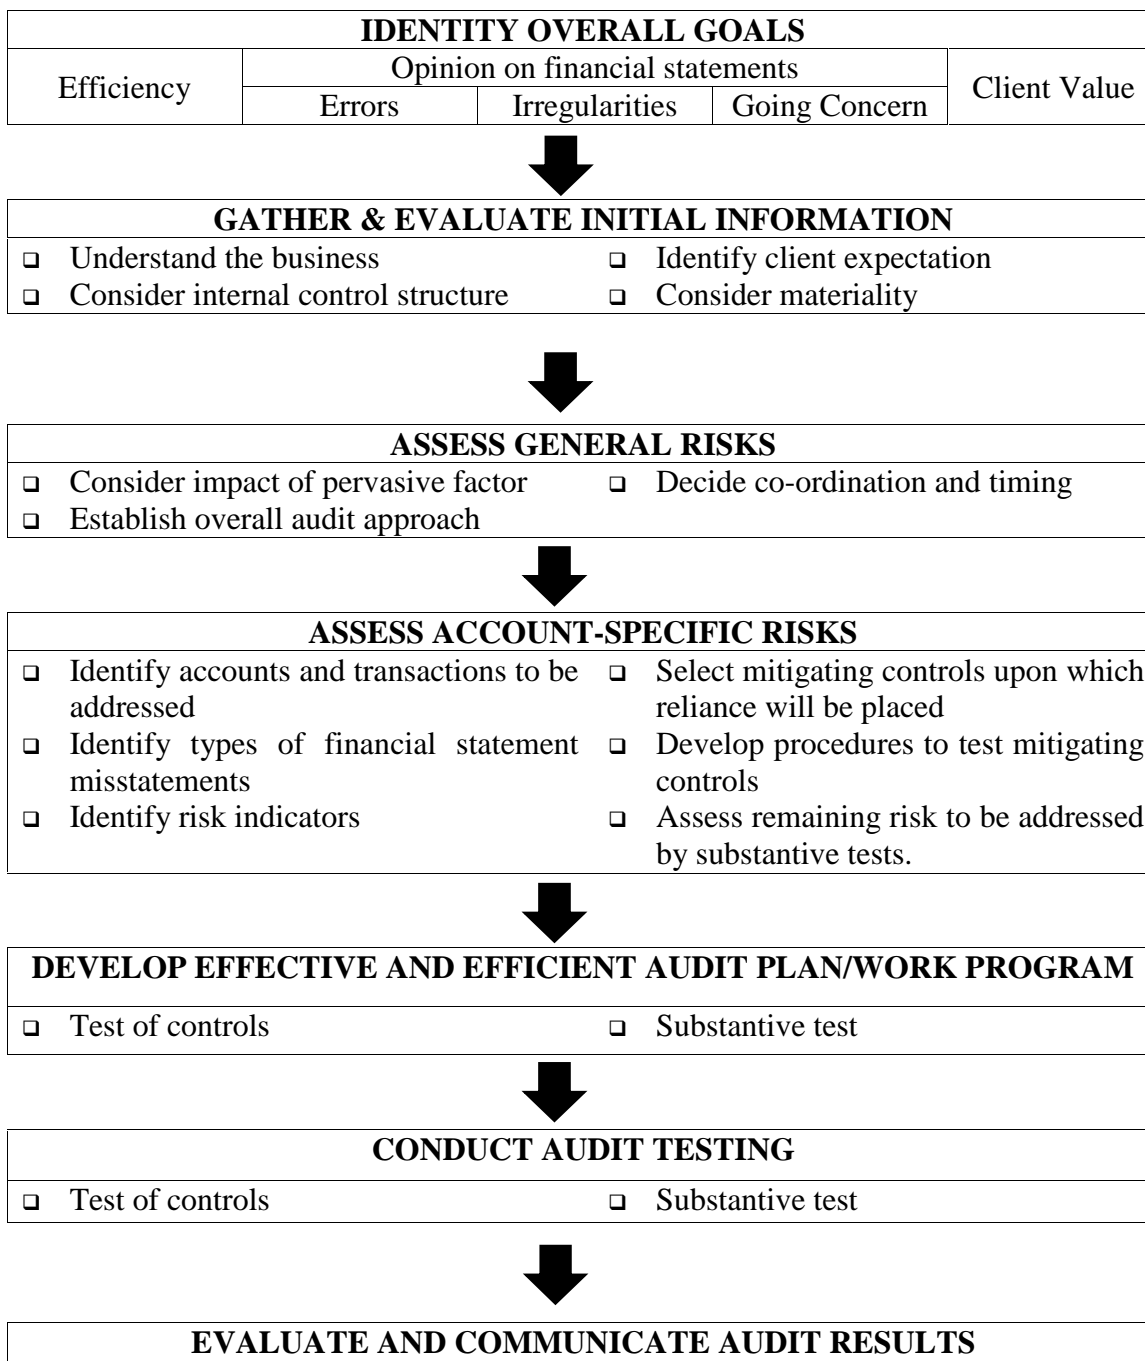 IDENTITY OVERALL GOALS
Efficiency
Opinion on financial statements
Client Value
Errors
Irregularities
Going Concern
GATHER & EVALUATE INITIAL INFORMATION
❑ Understand the business
❑ Identify client expectation
❑ Consider internal control structure
❑ Consider materiality
ASSESS GENERAL RISKS
❑ Consider impact of pervasive factor
❑ Decide co-ordination and timing
❑ Establish overall audit approach
ASSESS ACCOUNT-SPECIFIC RISKS
❑ Identify accounts and transactions to be
addressed
❑ Identify types of financial statement
misstatements
❑ Identify risk indicators
❑ Select mitigating controls upon which
reliance will be placed
❑ Develop procedures to test mitigating
controls
❑ Assess remaining risk to be addressed
by substantive tests.
DEVELOP EFFECTIVE AND EFFICIENT AUDIT PLAN/WORK PROGRAM
❑ Test of controls
❑ Substantive test
CONDUCT AUDIT TESTING
❑ Test of controls
❑ Substantive test
EVALUATE AND COMMUNICATE AUDIT RESULTS